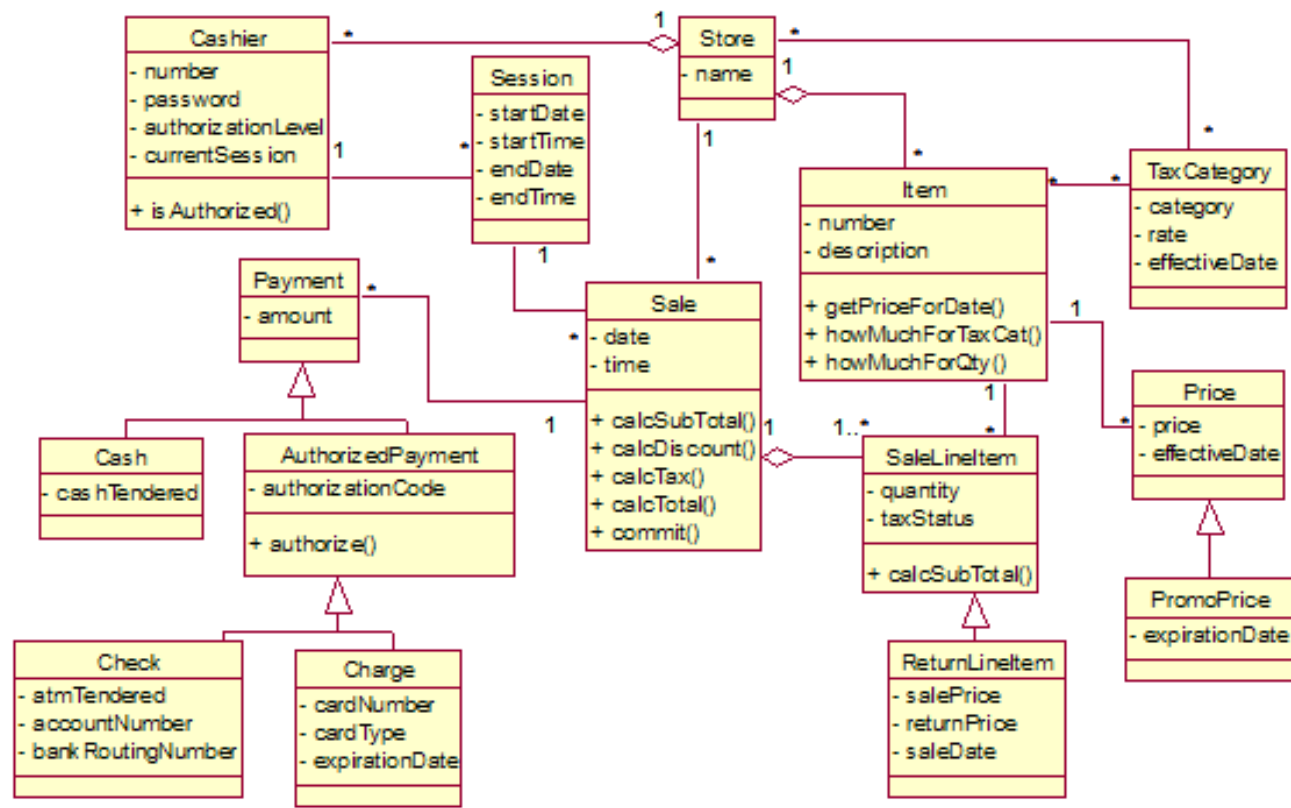 Cashier
- number
- password
- authorizationLevel
- currentSession
+ isAuthorized()
*
1
Store
- name
1
*
Session
- startDate
- startTime
- endDate
- endTime
1
*
1
*
1
*
*
*
*
*
TaxCategory
- category
- rate
- effectiveDate
Item
- number
- description
+ getPriceForDate()
+ howMuchForTaxCat()
+ howMuchForQty()
1
*
Payment
- amount
*
1
Sale
- date
- time
+ calcSubTotal()
+ calcDiscount()
+ calcTax()
+ calcTotal()
+ commit()
1
1..*
1
*
Price
- price
- effectiveDate
Cash
- cashTendered
AuthorizedPayment
- authorizationCode
+ authorize()
SaleLineItem
- quantity
- taxStatus
+ calcSubTotal()
PromoPrice
- expirationDate
Check
- atmTendered
- accountNumber
- bankRoutingNumber
Charge
- cardNumber
- cardType
- expirationDate
ReturnLineItem
- salePrice
- returnPrice
- saleDate